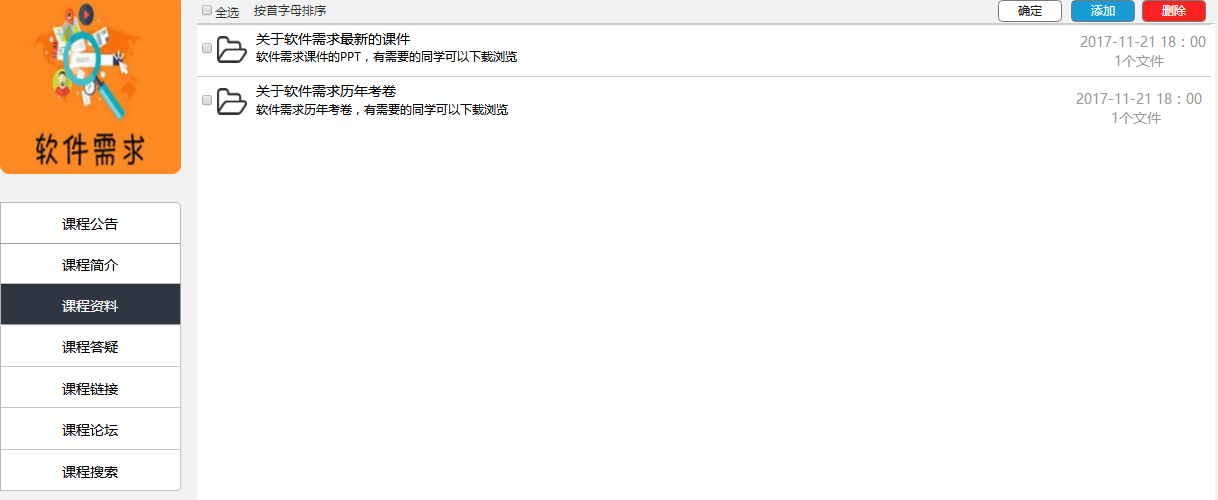 软件需求
课程公告
课程简介
课程资料
课程答疑
课程链接
课程论坛
课程搜索
全选 按首字母排序 确定 添加 删除
关于软件需求最新的课件
软件需求课件的PPT，有需要的同学可以下载浏览
2017-11-21 18：00
1个文件
关于软件需求历年考卷
软件需求历年考卷，有需要的同学可以下载浏览
2017-11-21 18：00
1个文件